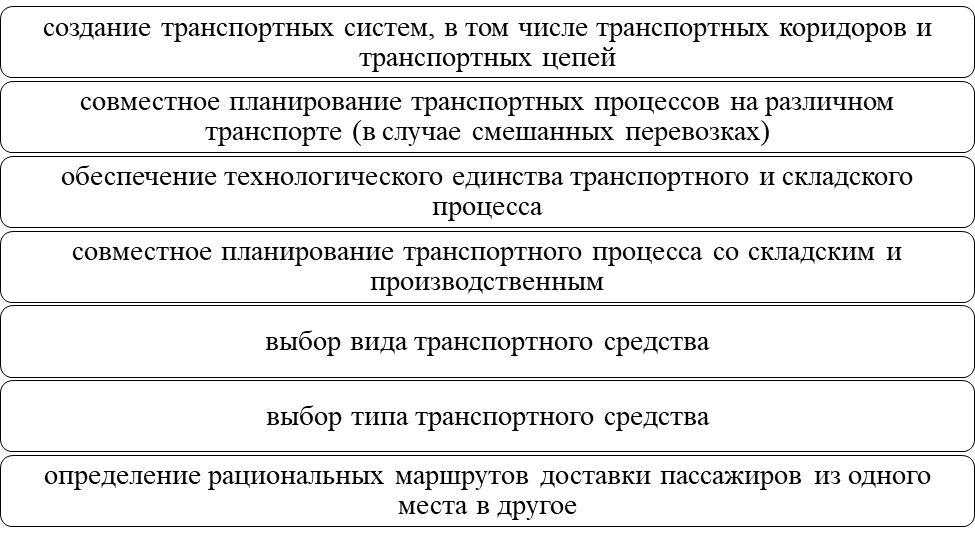 создание транспортных систем, в том числе транспортных коридоров и
транспортных цепей
совместное планирование транспортных процессов на различном
транспорте (в случае смешанных перевозках)
обеспечение технологического единства транспортного и складского
процесса
совместное планирование транспортного процесса со складским и
производственным
выбор вида транспортного средства
выбор типа транспортного средства
определение рациональных маршрутов доставки пассажиров из одного
места в другое